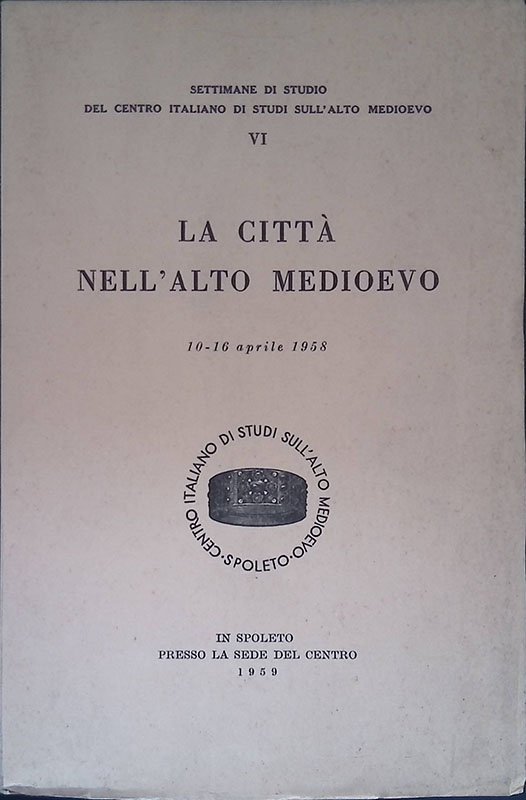 SETTIMANE DI STUDIO
DEL CENTRO ITALIANO DI STUDI SULL'ALTO MEDIOEVO
VI
LA CITTÀ
NELL'ALTO MEDIOEVO
10-16 aprile 1958
CENTRO ITALIANO DI STUDI SULL'ALTO MEDIOEVO
·SPOLETO·
IN SPOLETO
PRESSO LA SEDE DEL CENTRO
1959